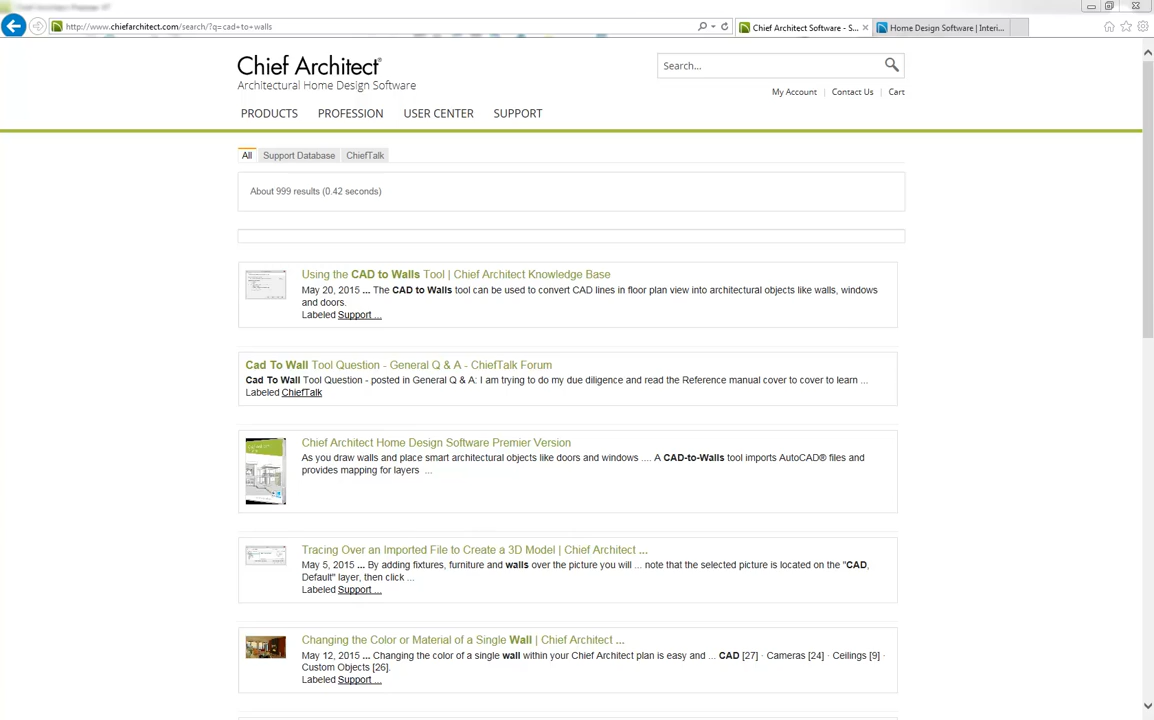 http://www.chiefarchitect.com/search/?q=cad+to+walls
Chief Architect Software - S...
Home Design Software | Interi...
Chief Architect
Architectural Home Design Software
Search...
My Account
Contact Us
Cart
PRODUCTS
PROFESSION
USER CENTER
SUPPORT
All
Support Database
ChiefTalk
About 999 results (0.42 seconds)
Using the CAD to Walls Tool | Chief Architect Knowledge Base
May 20, 2015 ... The CAD to Walls tool can be used to convert CAD lines in floor plan view into architectural objects like walls, windows
and doors.
Labeled Support ...
Cad To Wall Tool Question - General Q & A - ChiefTalk Forum
Cad To Wall Tool Question - posted in General Q & A: I am trying to do my due diligence and read the Reference manual cover to cover to learn ...
Labeled ChiefTalk
Chief Architect Home Design Software Premier Version
As you draw walls and place smart architectural objects like doors and windows .... A CAD-to-Walls tool imports AutoCAD® files and
provides mapping for layers ...
Tracing Over an Imported File to Create a 3D Model | Chief Architect ...
May 5, 2015 ... By adding fixtures, furniture and walls over the picture you will ... note that the selected picture is located on the "CAD,
Default" layer, then click ...
Labeled Support ...
Changing the Color or Material of a Single Wall | Chief Architect ...
May 12, 2015 ... Changing the color of a single wall within your Chief Architect plan is easy and ... CAD [27] · Cameras [24] · Ceilings [9] ·
Custom Objects [26].
Labeled Support ...